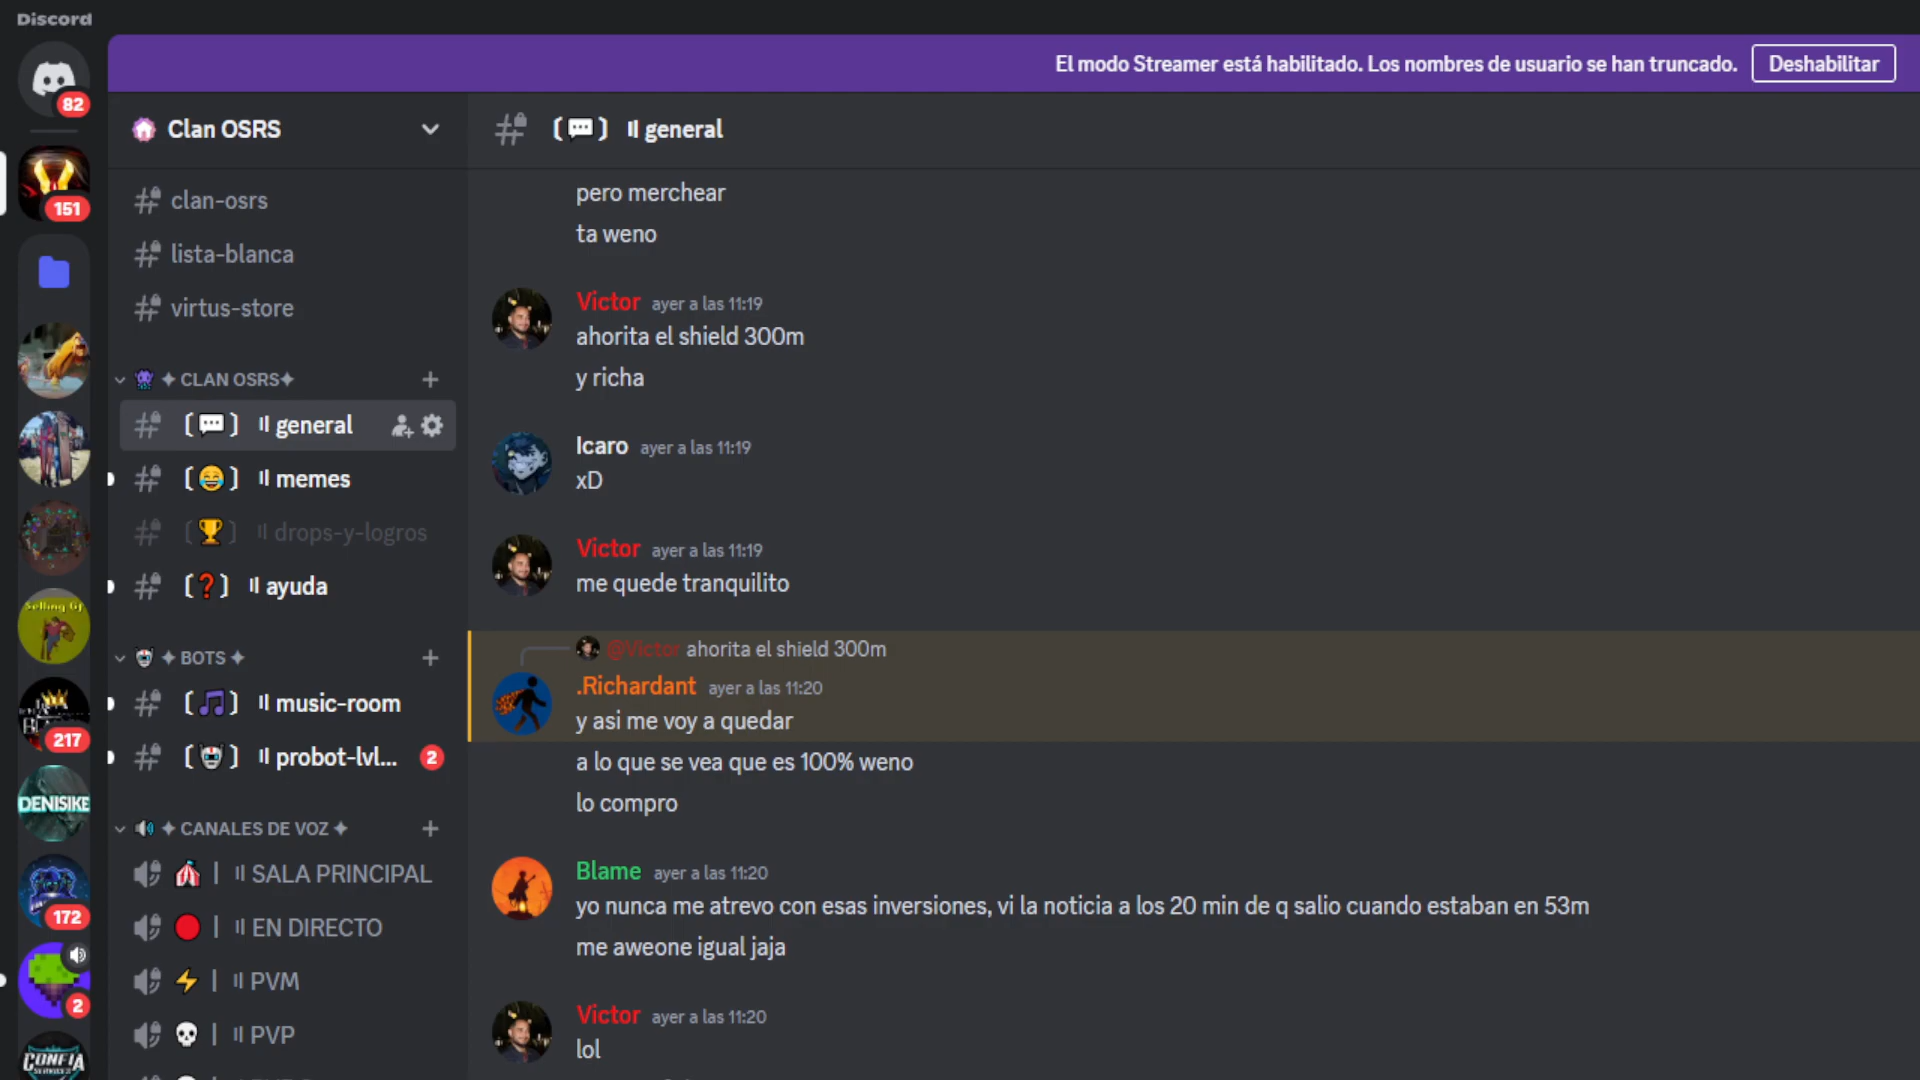 Discord
El modo Streamer está habilitado. Los nombres de usuario se han truncado.
Deshabilitar
82
151
217
DENISIKE
172
2
CONFIA
Selling GP
Clan OSRS
clan-osrs
lista-blanca
virtus-store
CLAN OSRS
general
memes
drops-y-logros
ayuda
BOTS
music-room
probot-lvl...
2
CANALES DE VOZ
SALA PRINCIPAL
EN DIRECTO
PVM
PVP
general
pero merchear
ta weno
Victor ayer a las 11:19
ahorita el shield 300m
y richa
Icaro ayer a las 11:19
xD
Victor ayer a las 11:19
me quede tranquilito
@Victor ahorita el shield 300m
.Richardant ayer a las 11:20
y asi me voy a quedar
a lo que se vea que es 100% weno
lo compro
Blame ayer a las 11:20
yo nunca me atrevo con esas inversiones, vi la noticia a los 20 min de q salio cuando estaban en 53m
me aweone igual jaja
Victor ayer a las 11:20
lol